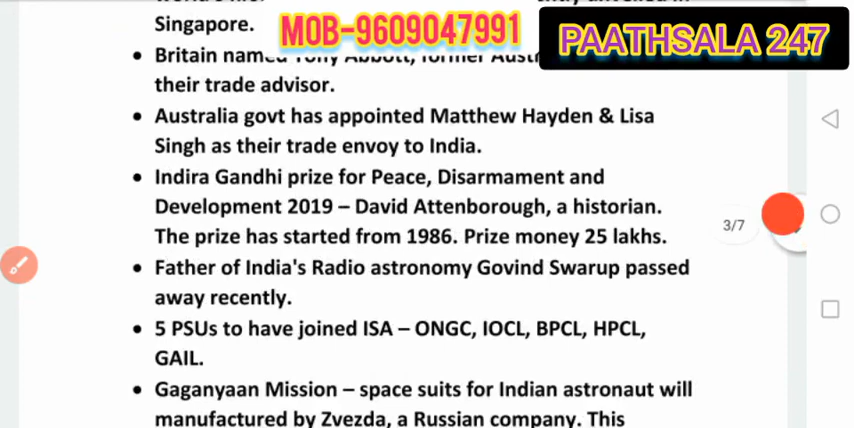 Singapore.
MOB-9609047991
PAATHSALA 247
• Britain named Tony Abbott, former
their trade advisor.
• Australia govt has appointed Matthew Hayden & Lisa
Singh as their trade envoy to India.
• Indira Gandhi prize for Peace, Disarmament and
Development 2019 – David Attenborough, a historian.
The prize has started from 1986. Prize money 25 lakhs.
3/7
• Father of India's Radio astronomy Govind Swarup passed
away recently.
• 5 PSUs to have joined ISA – ONGC, IOCL, BPCL, HPCL,
GAIL.
• Gaganyaan Mission – space suits for Indian astronaut will
manufactured by Zvezda, a Russian company. This